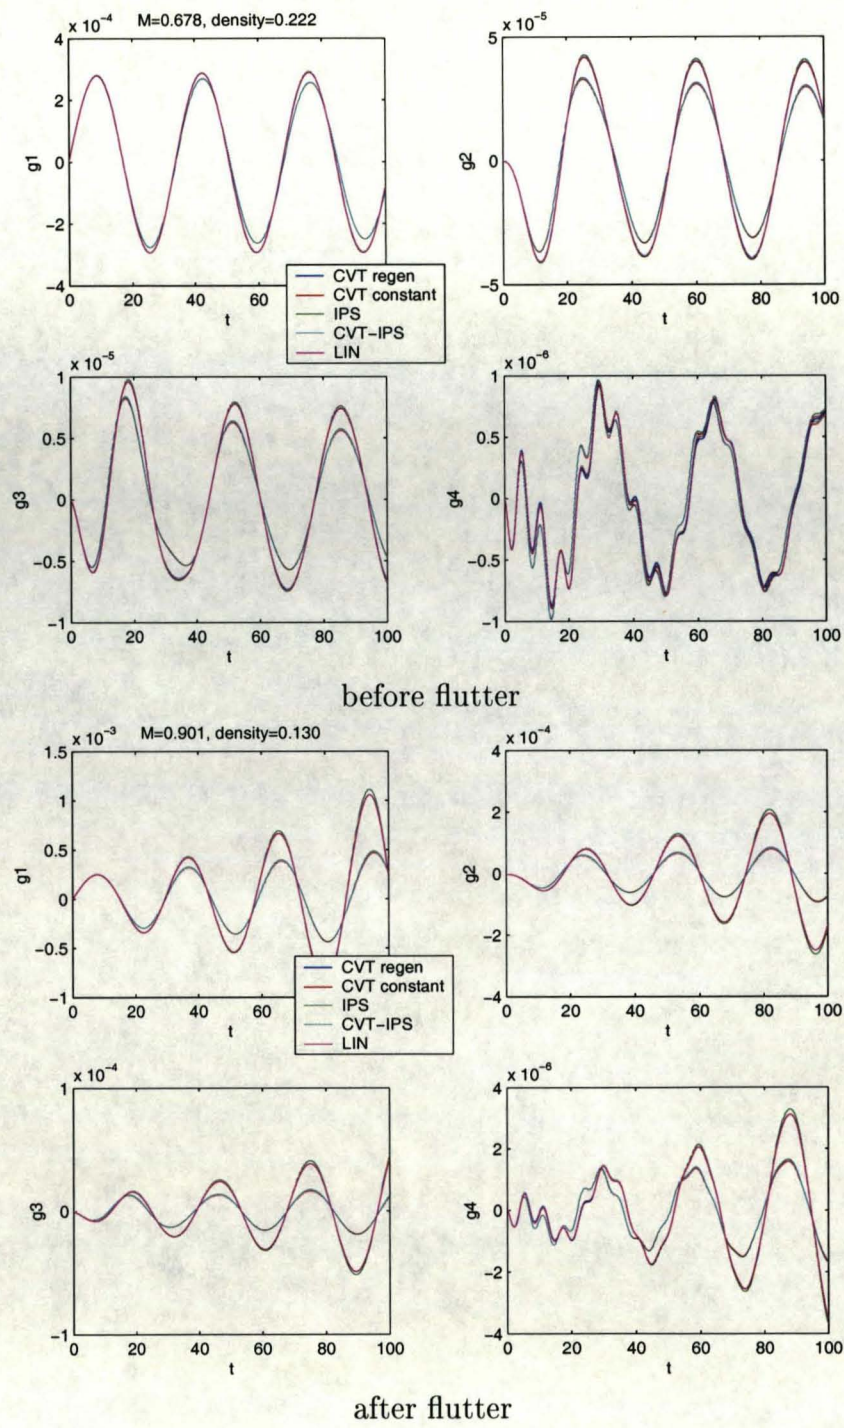 M=0.678, density=0.222
x 10⁻⁴
4
2
0
−2
−4
g1
0 20 40 60
t
x 10⁻⁵
5
0
−5
g2
0 20 40 60 80 100
t
CVT regen
CVT constant
IPS
CVT−IPS
LIN
x 10⁻⁵
1
0.5
0
−0.5
−1
g3
0 20 40 60 80 100
t
x 10⁻⁶
1
0.5
0
−0.5
−1
g4
0 20 40 60 80 100
t
before flutter
M=0.901, density=0.130
x 10⁻³
1.5
1
0.5
0
−0.5
−1
g1
0 20 40 60
t
x 10⁻⁴
4
2
0
−2
−4
g2
0 20 40 60 80 100
t
CVT regen
CVT constant
IPS
CVT−IPS
LIN
x 10⁻⁴
1
0
−1
g3
0 20 40 60 80 100
t
x 10⁻⁶
4
2
0
−2
−4
g4
0 20 40 60 80 100
t
after flutter